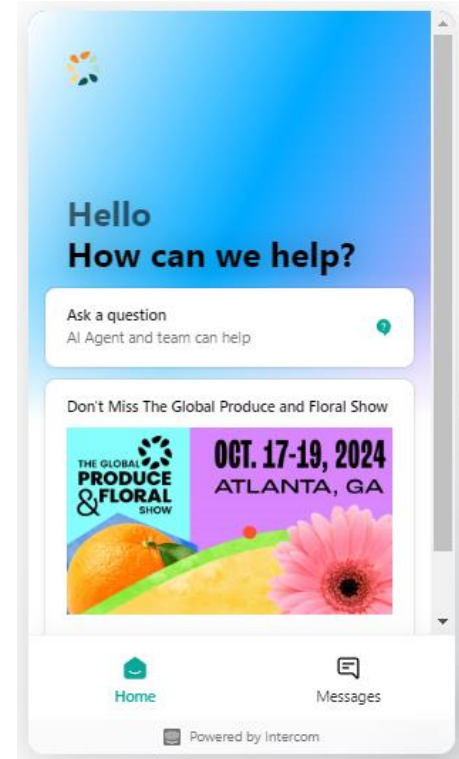 Hello
How can we help?
Ask a question
AI Agent and team can help
?
Don't Miss The Global Produce and Floral Show
THE GLOBAL
PRODUCE
&FLORAL
SHOW
OCT. 17-19, 2024
ATLANTA, GA
Home
Messages
Powered by Intercom